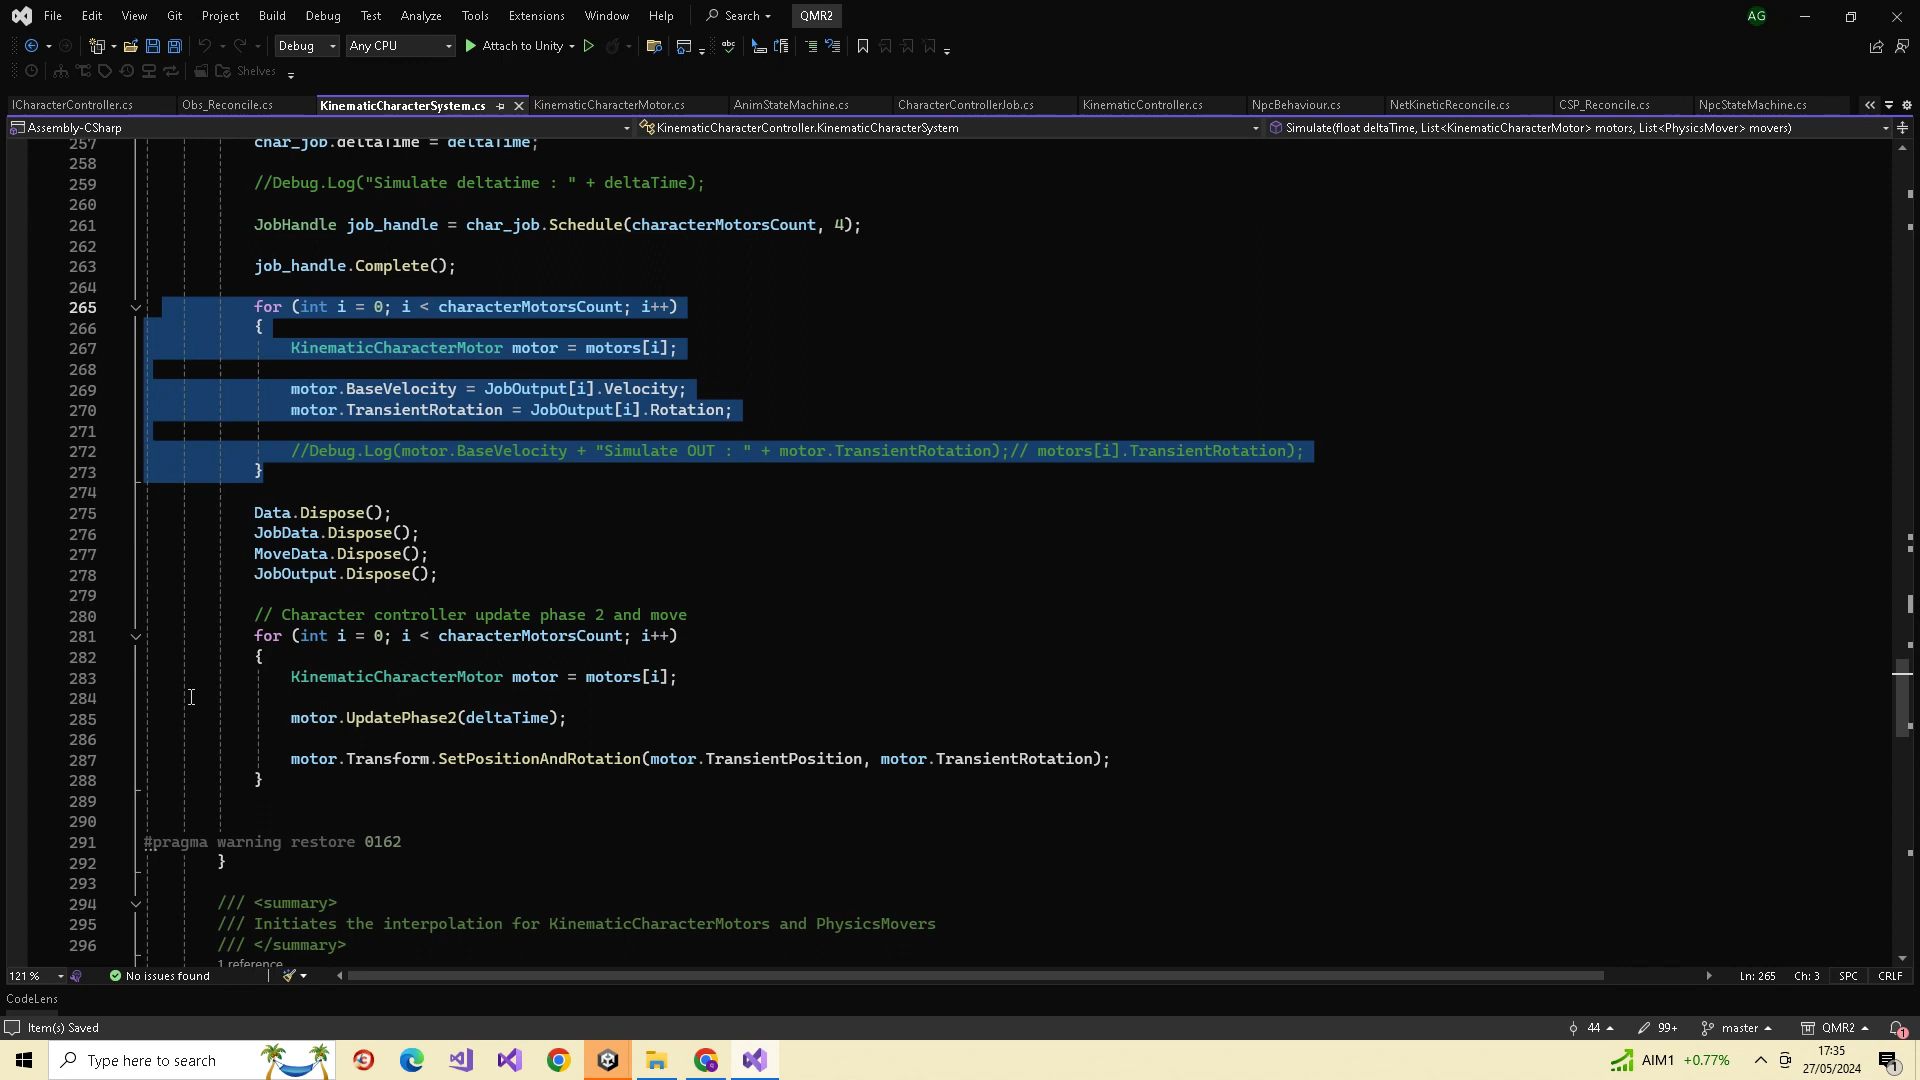 File Edit View Git Project Build Debug Test Analyze Tools Extensions Window Help Search QMR2 AG
Debug Any CPU Attach to Unity
Shelves
ICharacterController.cs Obs_Reconcile.cs KinematicCharacterSystem.cs KinematicCharacterMotor.cs AnimStateMachine.cs CharacterControllerJob.cs KinematicController.cs NpcBehaviour.cs NetKineticReconcile.cs CSP_Reconcile.cs NpcStateMachine.cs
Assembly-CSharp KinematicCharacterController.KinematicCharacterSystem Simulate(float deltaTime, List<KinematicCharacterMotor> motors, List<PhysicsMover> movers)
257 char_job.deltaTime = deltaTime;
258
259 //Debug.Log("Simulate deltatime : " + deltaTime);
260
261 JobHandle job_handle = char_job.Schedule(characterMotorsCount, 4);
262
263 job_handle.Complete();
264
265 for (int i = 0; i < characterMotorsCount; i++)
266 {
267 KinematicCharacterMotor motor = motors[i];
268
269 motor.BaseVelocity = JobOutput[i].Velocity;
270 motor.TransientRotation = JobOutput[i].Rotation;
271
272 //Debug.Log(motor.BaseVelocity + "Simulate OUT : " + motor.TransientRotation);// motors[i].TransientRotation);
273 }
274
275 Data.Dispose();
276 JobData.Dispose();
277 MoveData.Dispose();
278 JobOutput.Dispose();
279
280 // Character controller update phase 2 and move
281 for (int i = 0; i < characterMotorsCount; i++)
282 {
283 KinematicCharacterMotor motor = motors[i];
284
285 motor.UpdatePhase2(deltaTime);
286
287 motor.Transform.SetPositionAndRotation(motor.TransientPosition, motor.TransientRotation);
288 }
289
290
291 #pragma warning restore 0162
292 }
293
294 /// <summary>
295 /// Initiates the interpolation for KinematicCharacterMotors and PhysicsMovers
296 /// </summary>
1 reference
121 % No issues found Ln: 265 Ch: 3 SPC CRLF
CodeLens
Item(s) Saved 44 99+ master QMR2 1
Type here to search AIM1 +0.77% 17:35
27/05/2024 1